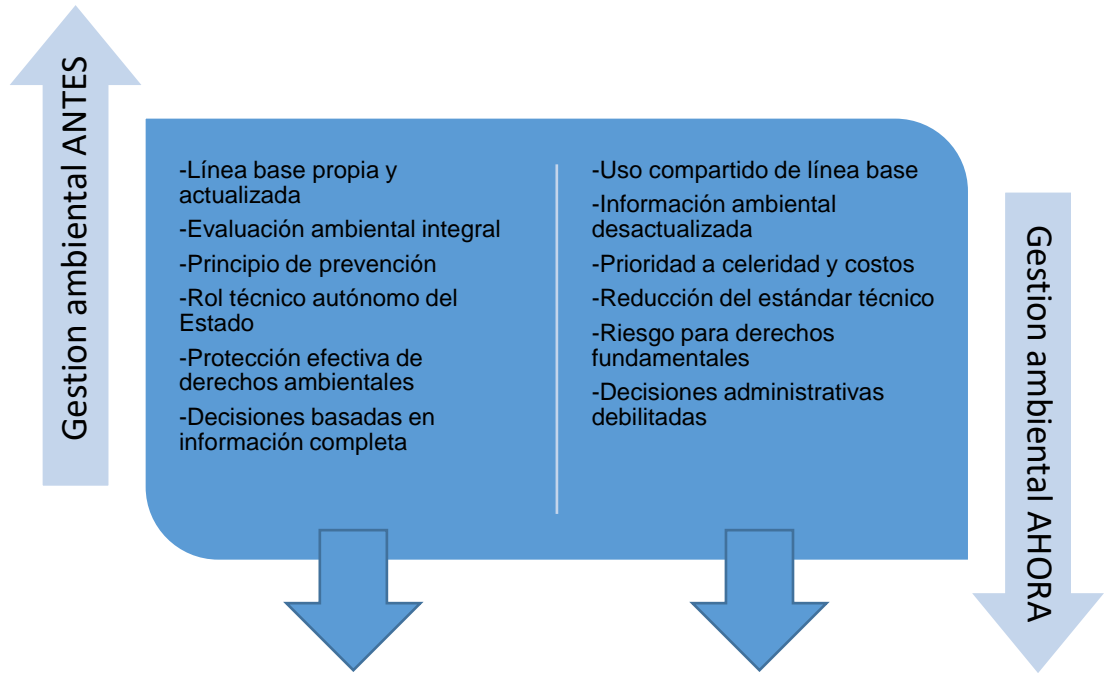 Gestion ambiental ANTES
-Línea base propia y
actualizada
-Evaluación ambiental integral
-Principio de prevención
-Rol técnico autónomo del
Estado
-Protección efectiva de
derechos ambientales
-Decisiones basadas en
información completa
-Uso compartido de línea base
-Información ambiental
desactualizada
-Prioridad a celeridad y costos
-Reducción del estándar técnico
-Riesgo para derechos
fundamentales
-Decisiones administrativas
debilitadas
Gestion ambiental AHORA